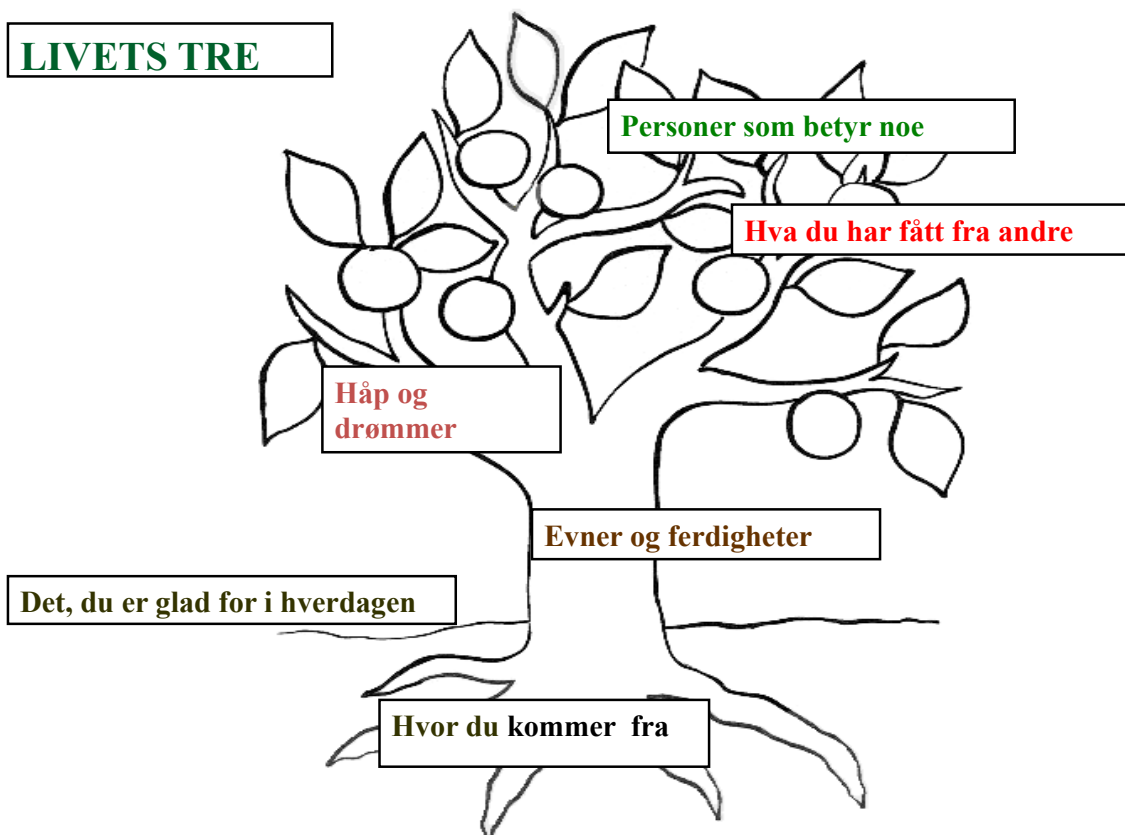 LIVETS TRE
Personer som betyr noe
Hva du har fått fra andre
Håp og
drømmer
Evner og ferdigheter
Det, du er glad for i hverdagen
Hvor du kommer fra